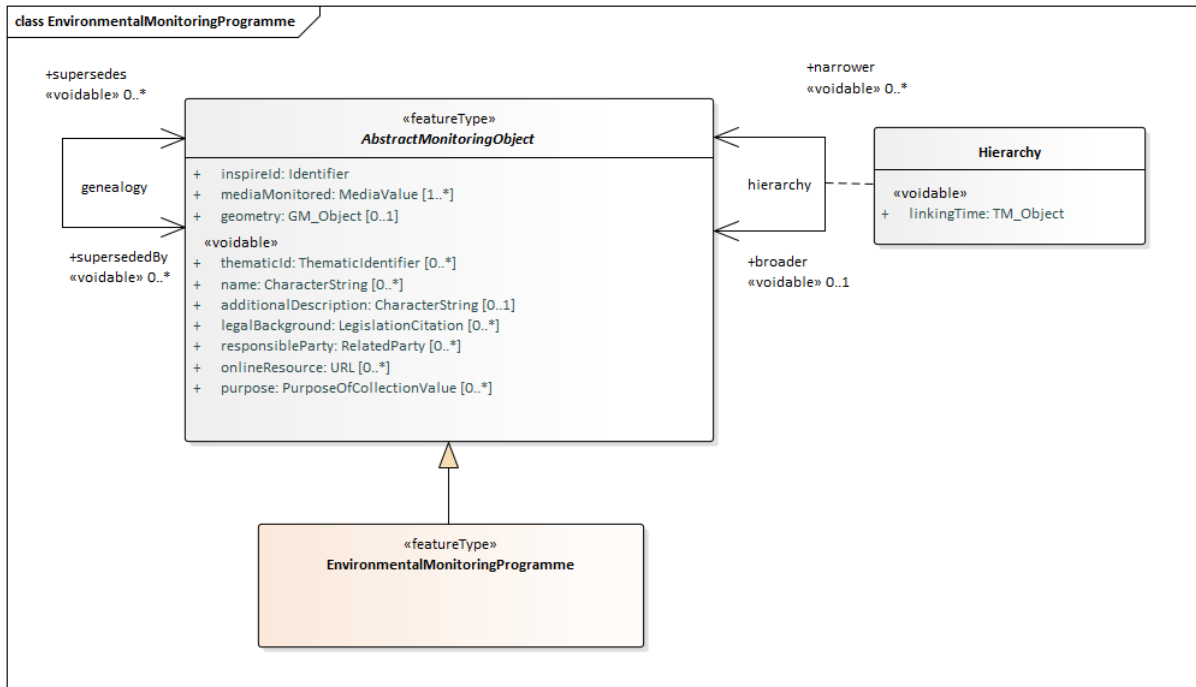 class EnvironmentalMonitoringProgramme
+supersedes
«voidable» 0..*
genealogy
+supersededBy
«voidable» 0..*
«featureType»
AbstractMonitoringObject
+ inspireId: Identifier
+ mediaMonitored: MediaValue [1..*]
+ geometry: GM_Object [0..1]
«voidable»
+ thematicId: ThematicIdentifier [0..*]
+ name: CharacterString [0..*]
+ additionalDescription: CharacterString [0..1]
+ legalBackground: LegislationCitation [0..*]
+ responsibleParty: RelatedParty [0..*]
+ onlineResource: URL [0..*]
+ purpose: PurposeOfCollectionValue [0..*]
+narrower
«voidable» 0..*
hierarchy
+broader
«voidable» 0..1
Hierarchy
«voidable»
+ linkingTime: TM_Object
«featureType»
EnvironmentalMonitoringProgramme